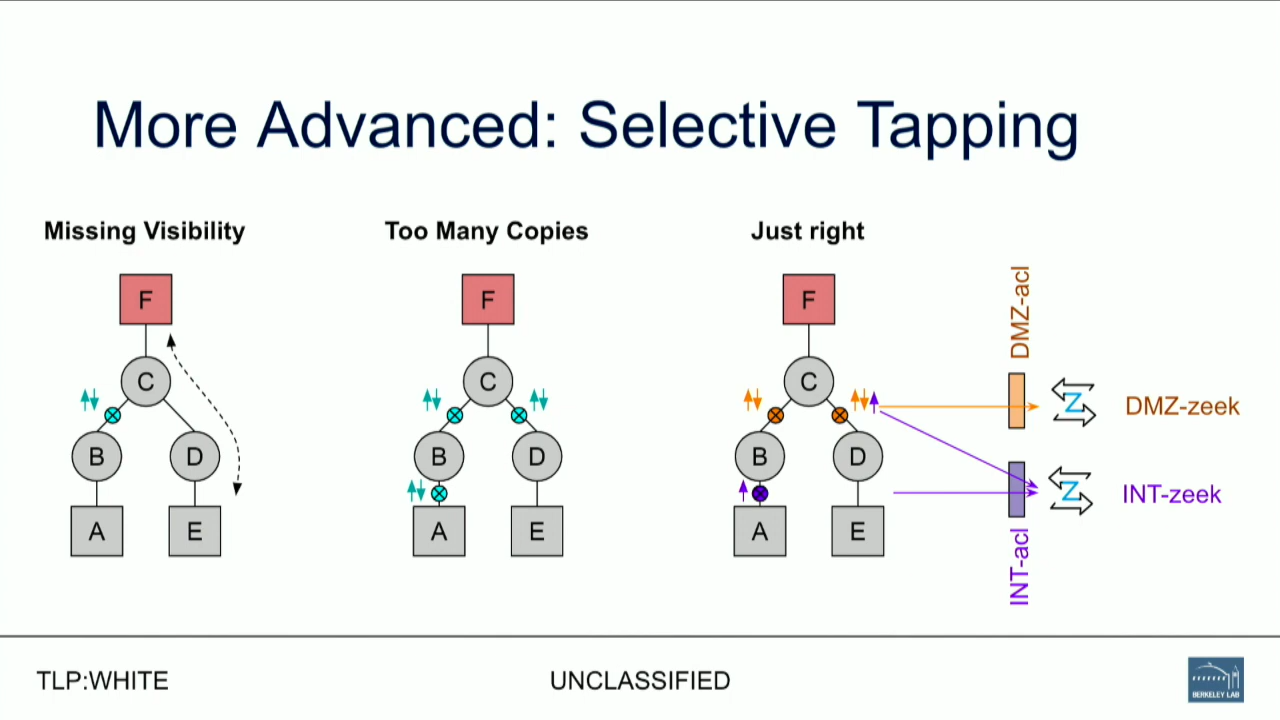 More Advanced: Selective Tapping
Missing Visibility
F
C
B
D
A
E
Too Many Copies
F
C
B
D
A
E
Just right
F
C
B
D
A
E
DMZ-acl
Z
DMZ-zeek
INT-acl
Z
INT-zeek
TLP:WHITE
UNCLASSIFIED
BERKELEY LAB